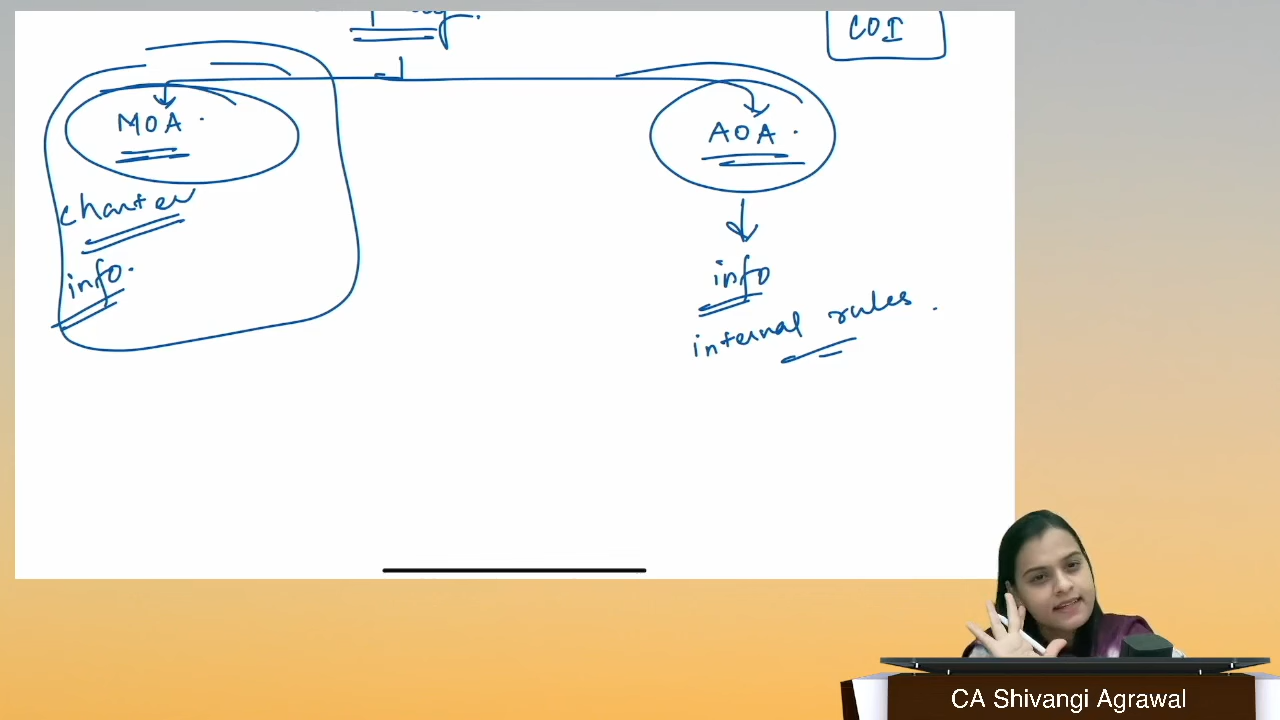 COI
MOA.
AOA.
charter
info.
info
internal rules.
CA Shivangi Agrawal